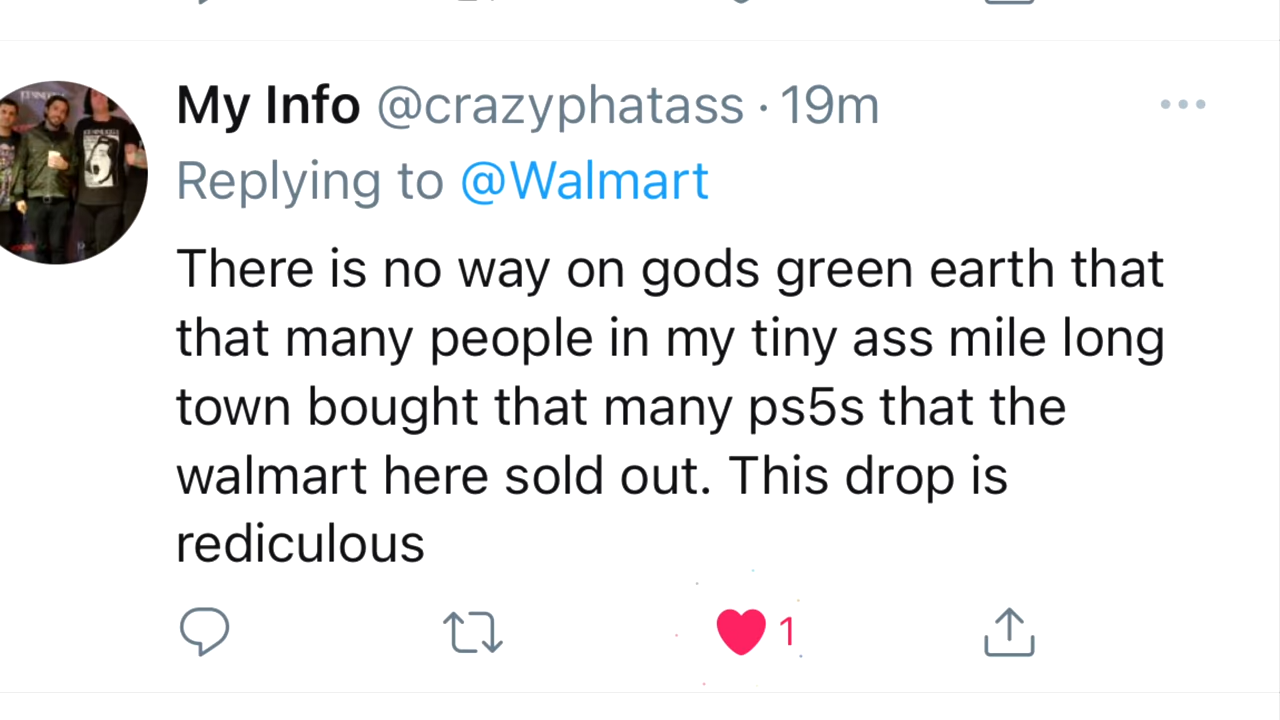 My Info @crazyphatass · 19m
Replying to @Walmart
There is no way on gods green earth that
that many people in my tiny ass mile long
town bought that many ps5s that the
walmart here sold out. This drop is
rediculous
1